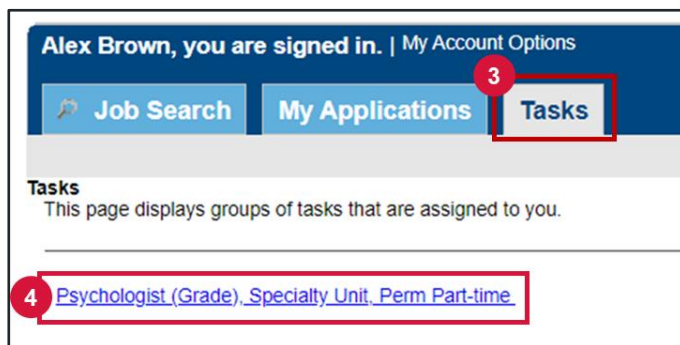 Alex Brown, you are signed in. | My Account Options
3
Job Search My Applications Tasks
Tasks
This page displays groups of tasks that are assigned to you.
4 Psychologist (Grade), Specialty Unit, Perm Part-time